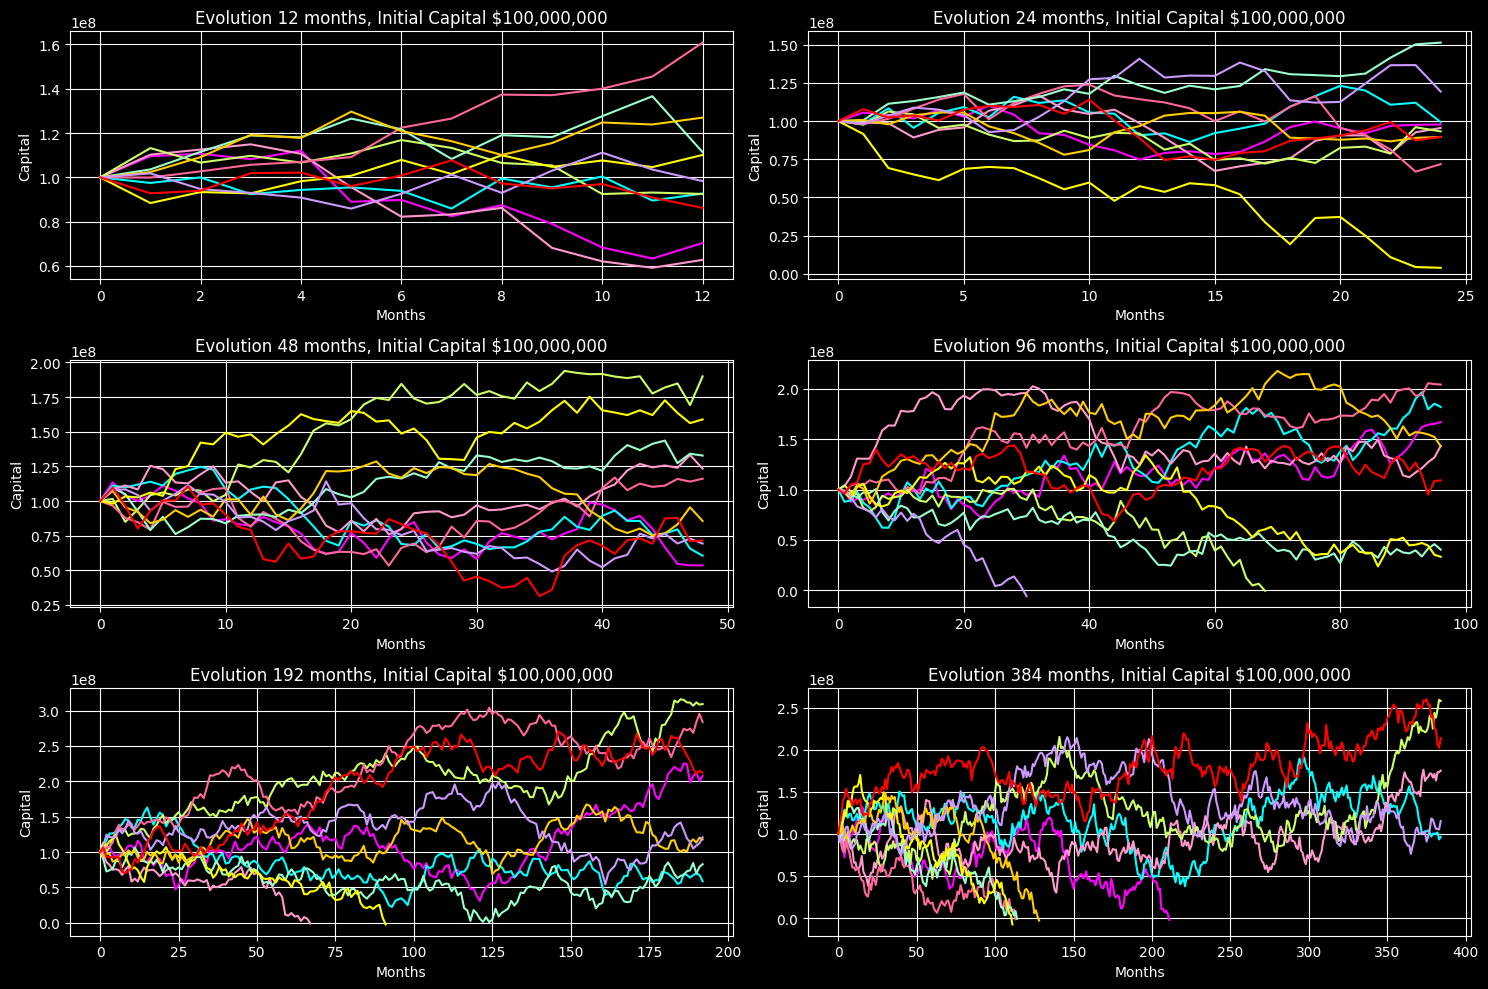 Evolution 12 months, Initial Capital $100,000,000
1e8
1.6
1.4
1.2
1.0
0.8
0.6
Capital
0 2 4 6 8 10 12
Months
Evolution 24 months, Initial Capital $100,000,000
1e8
1.50
1.25
1.00
0.75
0.50
0.25
0.00
Capital
0 5 10 15 20 25
Months
Evolution 48 months, Initial Capital $100,000,000
1e8
2.00
1.75
1.50
1.25
1.00
0.75
0.50
0.25
Capital
0 10 20 30 40 50
Months
Evolution 96 months, Initial Capital $100,000,000
1e8
2.0
1.5
1.0
0.5
0.0
Capital
0 20 40 60 80 100
Months
Evolution 192 months, Initial Capital $100,000,000
1e8
3.0
2.5
2.0
1.5
1.0
0.5
0.0
Capital
0 25 50 75 100 125 150 175 200
Months
Evolution 384 months, Initial Capital $100,000,000
1e8
2.5
2.0
1.5
1.0
0.5
0.0
Capital
0 50 100 150 200 250 300 350 400
Months